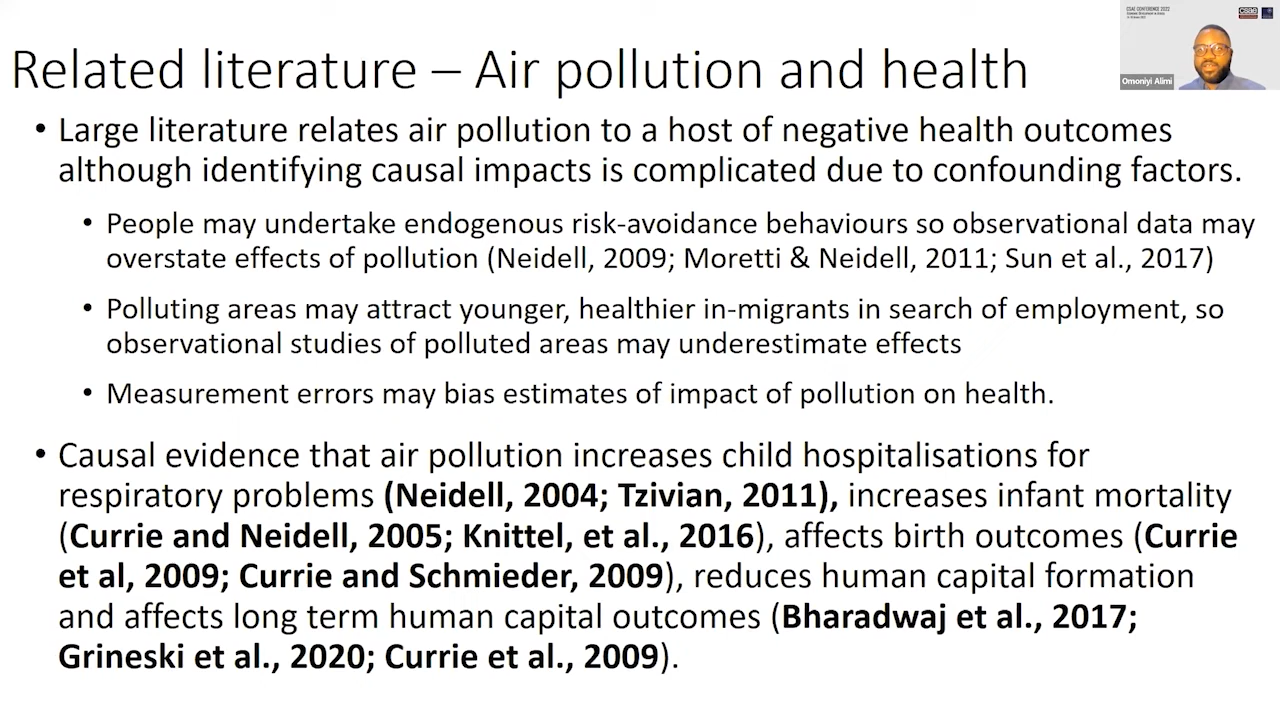 CSAE CONFERENCE 2022
Related literature – Air pollution and health
Omoniyi Alimi
• Large literature relates air pollution to a host of negative health outcomes
although identifying causal impacts is complicated due to confounding factors.
• People may undertake endogenous risk-avoidance behaviours so observational data may
overstate effects of pollution (Neidell, 2009; Moretti & Neidell, 2011; Sun et al., 2017)
• Polluting areas may attract younger, healthier in-migrants in search of employment, so
observational studies of polluted areas may underestimate effects
• Measurement errors may bias estimates of impact of pollution on health.
• Causal evidence that air pollution increases child hospitalisations for
respiratory problems (Neidell, 2004; Tzivian, 2011), increases infant mortality
(Currie and Neidell, 2005; Knittel, et al., 2016), affects birth outcomes (Currie
et al, 2009; Currie and Schmieder, 2009), reduces human capital formation
and affects long term human capital outcomes (Bharadwaj et al., 2017;
Grineski et al., 2020; Currie et al., 2009).